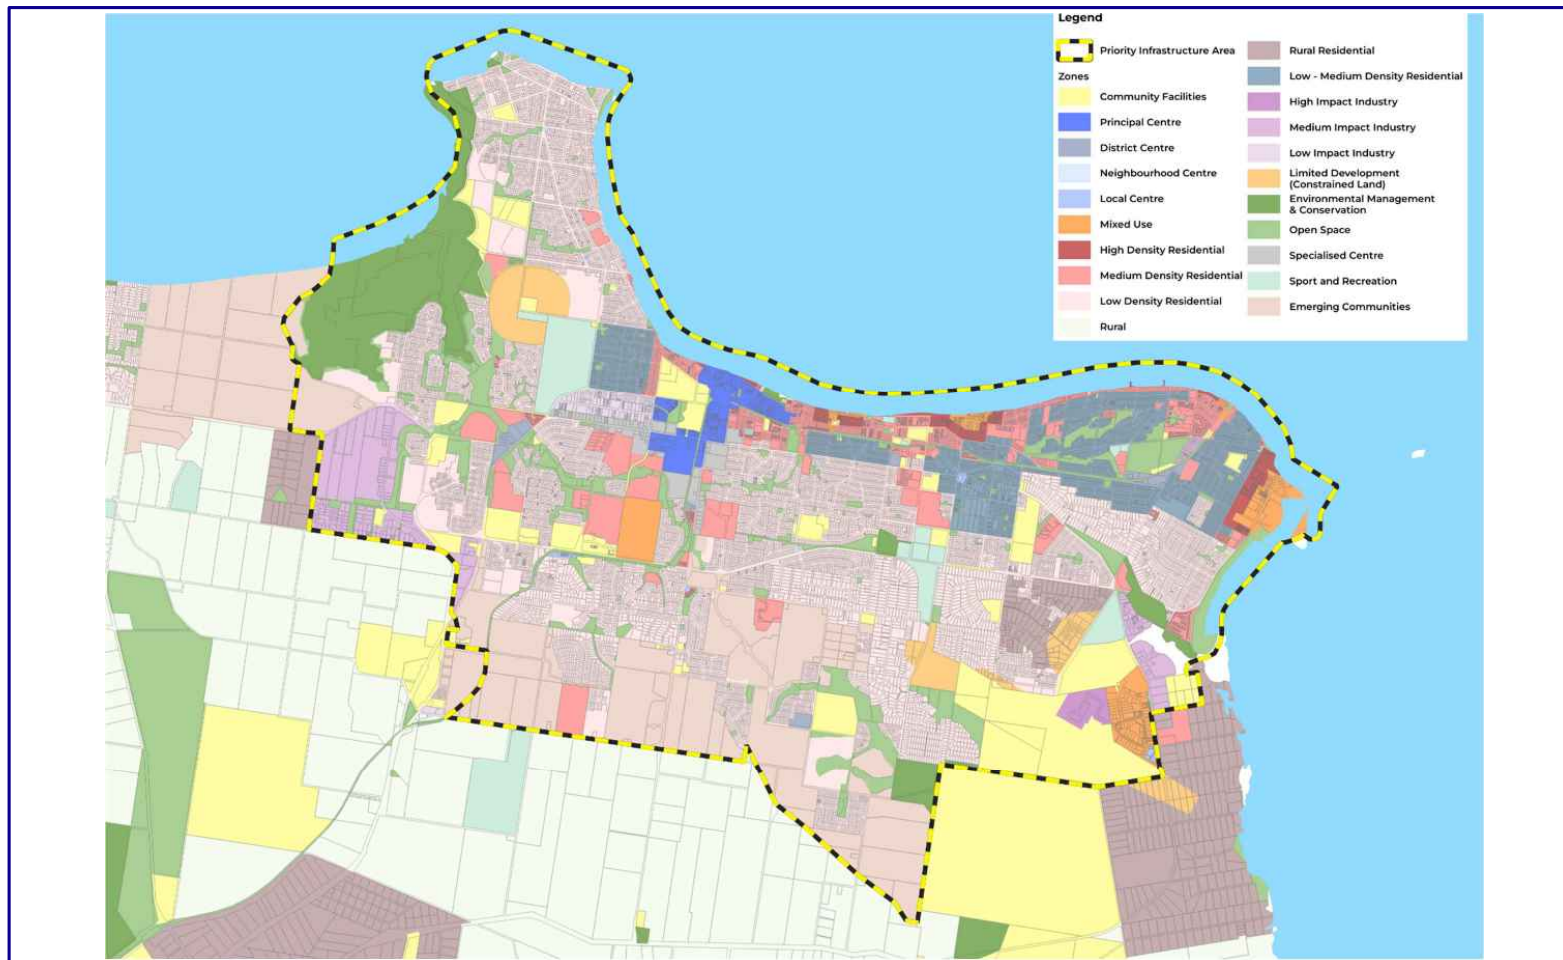 Legend
Priority Infrastructure Area
Zones
Community Facilities
Principal Centre
District Centre
Neighbourhood Centre
Local Centre
Mixed Use
High Density Residential
Medium Density Residential
Low Density Residential
Rural
Rural Residential
Low - Medium Density Residential
High Impact Industry
Medium Impact Industry
Low Impact Industry
Limited Development
(Constrained Land)
Environmental Management
& Conservation
Open Space
Specialised Centre
Sport and Recreation
Emerging Communities